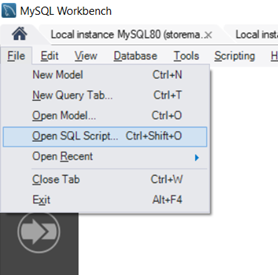 MySQL Workbench
Local instance MySQL80 (storema... Local instan
File Edit View Database Tools Scripting H
New Model Ctrl+N
New Query Tab... Ctrl+T
Open Model... Ctrl+O
Open SQL Script... Ctrl+Shift+O
Open Recent
Close Tab Ctrl+W
Exit Alt+F4